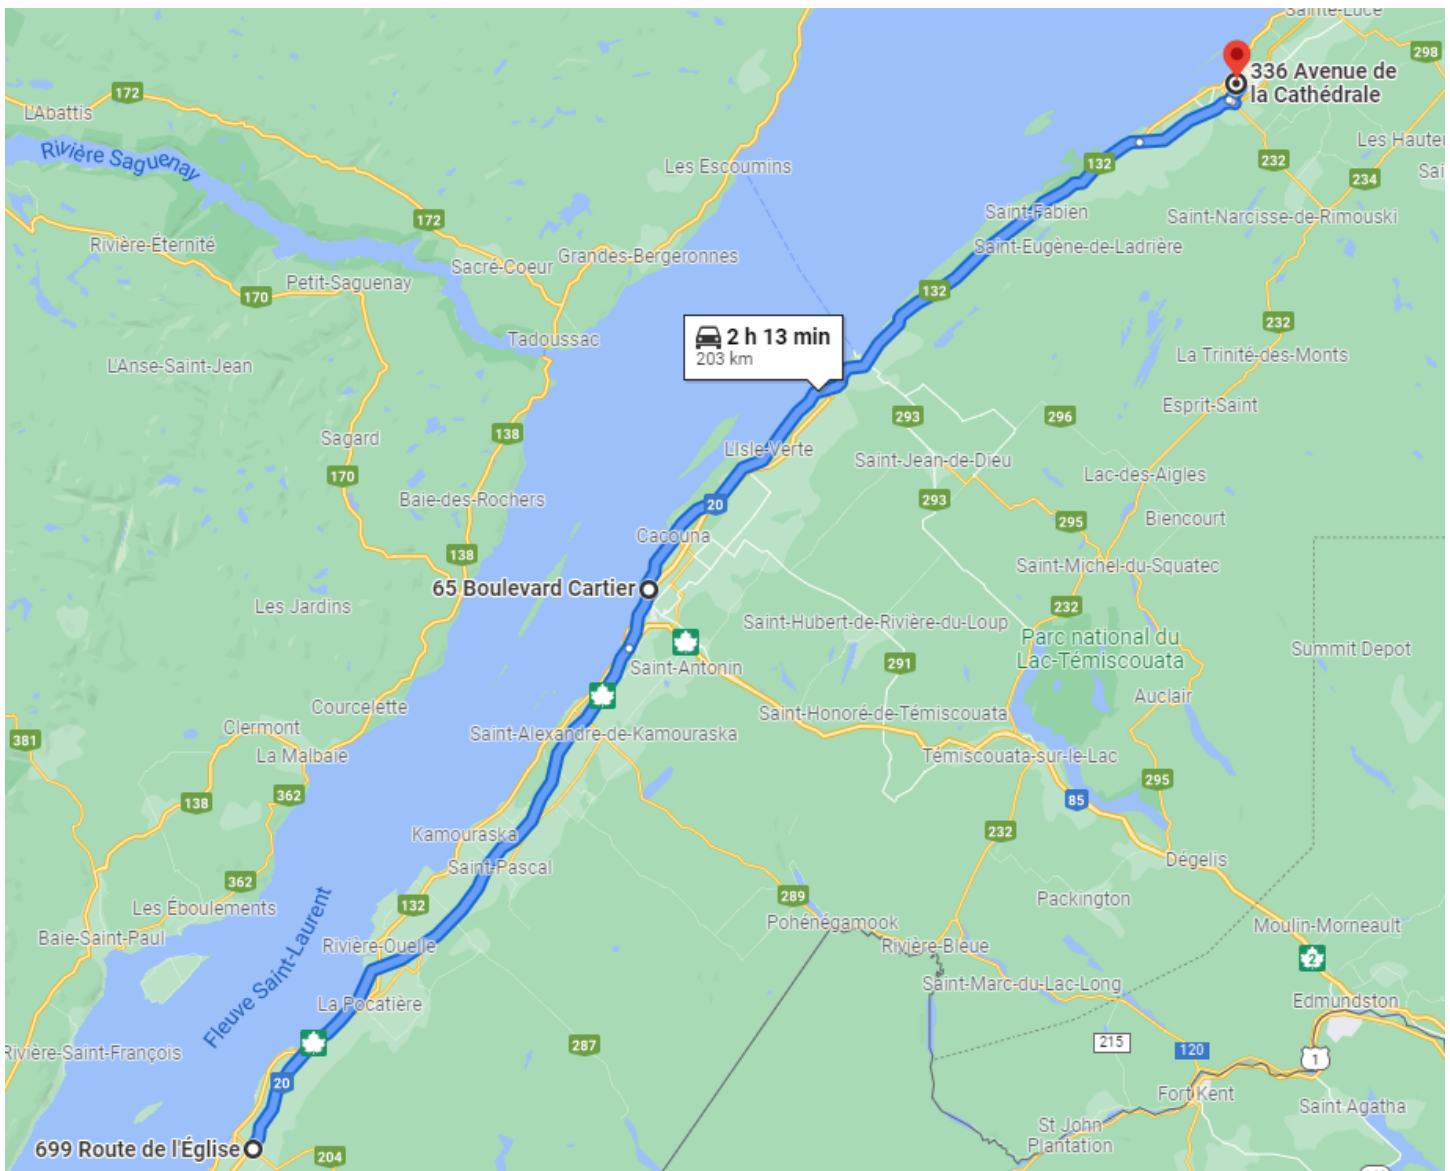 Sainte-Luce
298
336 Avenue de
la Cathédrale
172
L'Abattis
Rivière Saguenay
Les Escoumins
132
232
234
172
Saint-Fabien
Saint-Narcisse-de-Rimouski
Rivière-Éternité
Saint-Eugène-de-Ladrière
Grandes-Bergeronnes
Sacré-Coeur
Petit-Saguenay
170
132
232
2 h 13 min
203 km
Tadoussac
La Trinité-des-Monts
L'Anse-Saint-Jean
Esprit-Saint
293
296
138
Sagard
L'Isle-Verte
Saint-Jean-de-Dieu
170
Lac-des-Aigles
Baie-des-Rochers
293
20
295
Biencourt
Cacouna
138
Saint-Michel-du-Squatec
65 Boulevard Cartier
Les Jardins
232
Saint-Hubert-de-Rivière-du-Loup
Parc national du
Lac-Témiscouata
Summit Depot
291
Saint-Antonin
Auclair
Courcelette
Saint-Honoré-de-Témiscouata
Clermont
Saint-Alexandre-de-Kamouraska
381
La Malbaie
Témiscouata-sur-le-Lac
295
362
138
85
232
Kamouraska
Saint-Pascal
Dégelis
362
289
Packington
132
Les Éboulements
Pohénégamook
Moulin-Morneault
Baie-Saint-Paul
Rivière-Ouelle
Rivière-Bleue
2
Fleuve Saint-Laurent
Saint-Marc-du-Lac-Long
La Pocatière
Edmundston
287
215
120
Rivière-Saint-François
1
20
Fort Kent
Saint Agatha
St John
Plantation
699 Route de l'Église
204